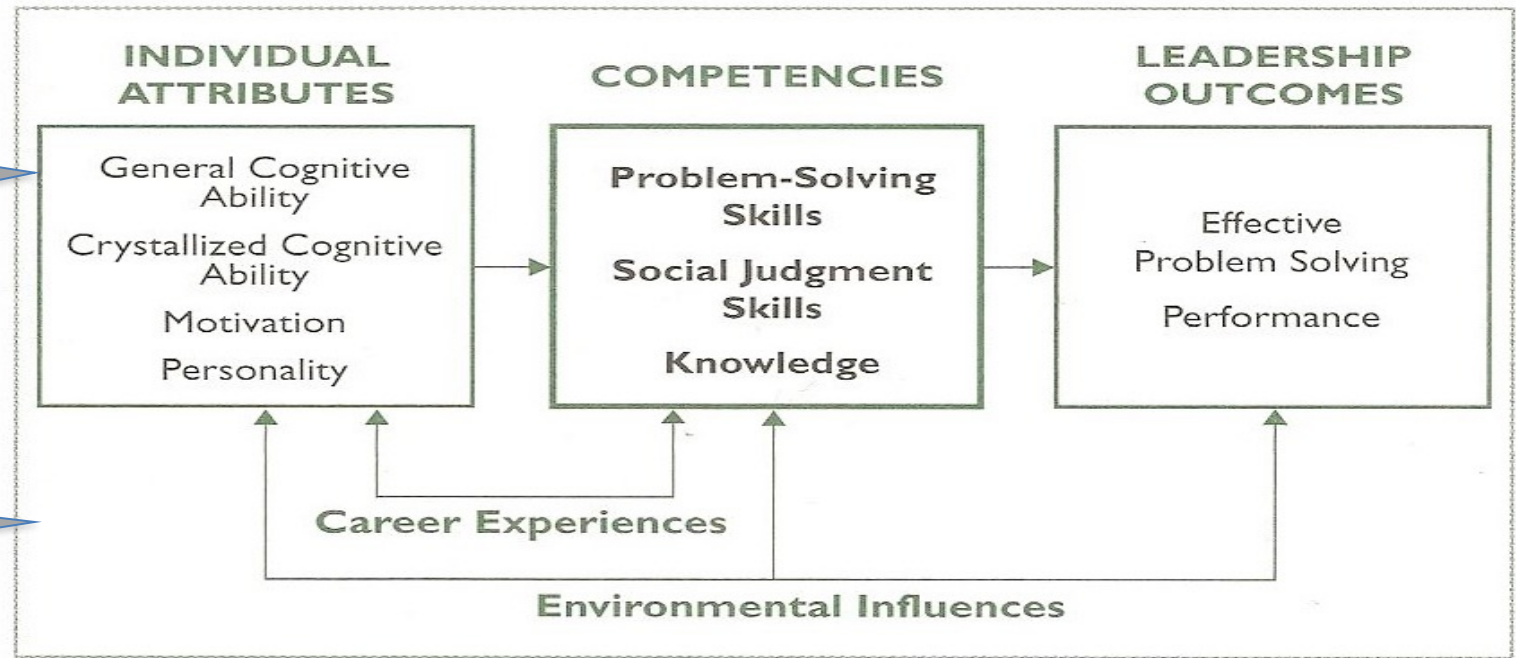 INDIVIDUAL
ATTRIBUTES
General Cognitive
Ability
Crystallized Cognitive
Ability
Motivation
Personality
COMPETENCIES
Problem-Solving
Skills
Social Judgment
Skills
Knowledge
LEADERSHIP
OUTCOMES
Effective
Problem Solving
Performance
Career Experiences
Environmental Influences